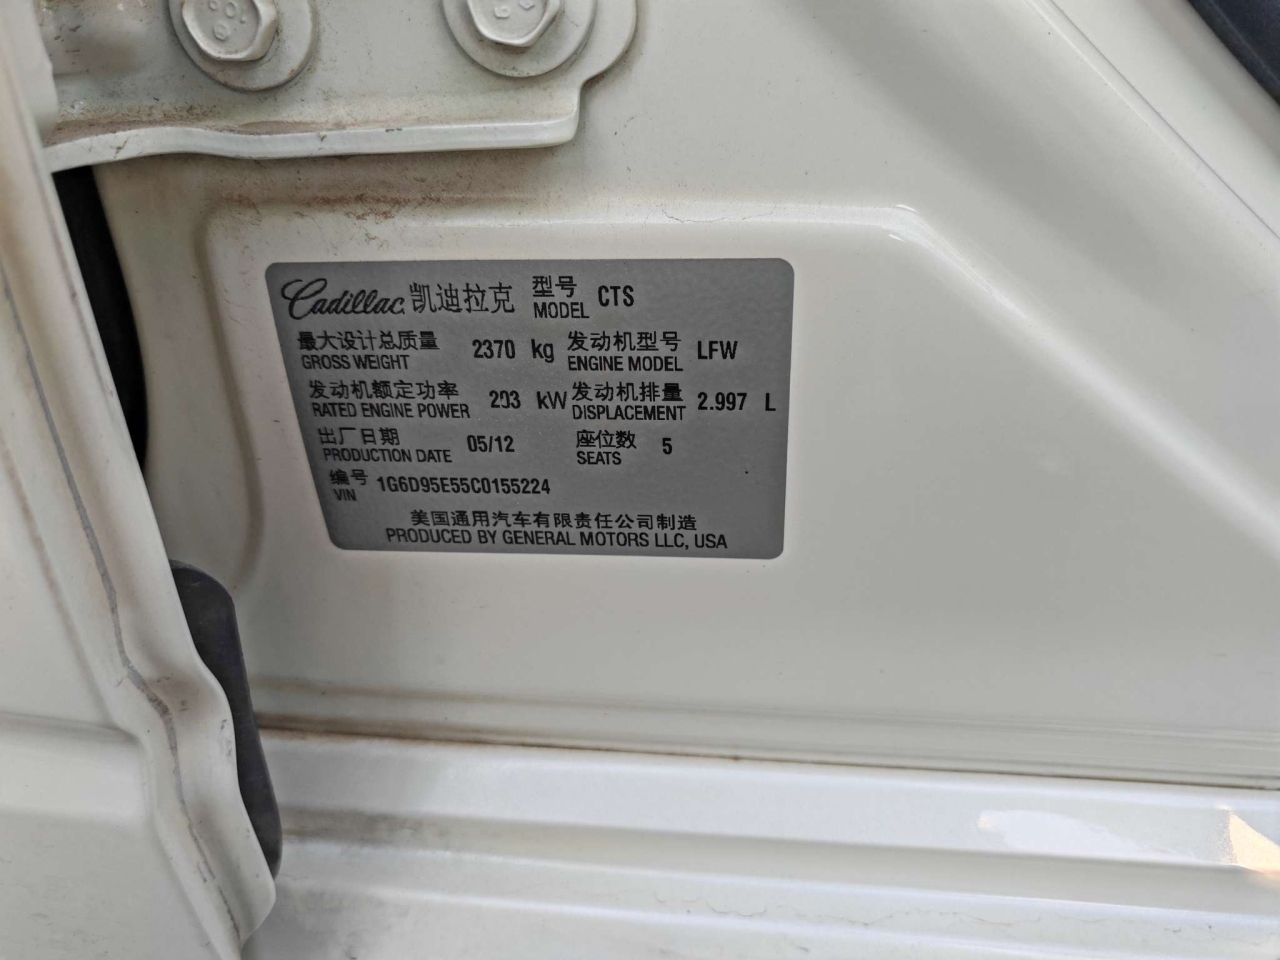 Cadillac 凯迪拉克 型号 MODEL CTS
最大设计总质量 GROSS WEIGHT 2370 kg 发动机型号 ENGINE MODEL LFW
发动机额定功率 RATED ENGINE POWER 203 kW 发动机排量 DISPLACEMENT 2.997 L
出厂日期 PRODUCTION DATE 05/12 座位数 SEATS 5
编号 VIN 1G6D95E55C0155224
美国通用汽车有限责任公司制造
PRODUCED BY GENERAL MOTORS LLC, USA